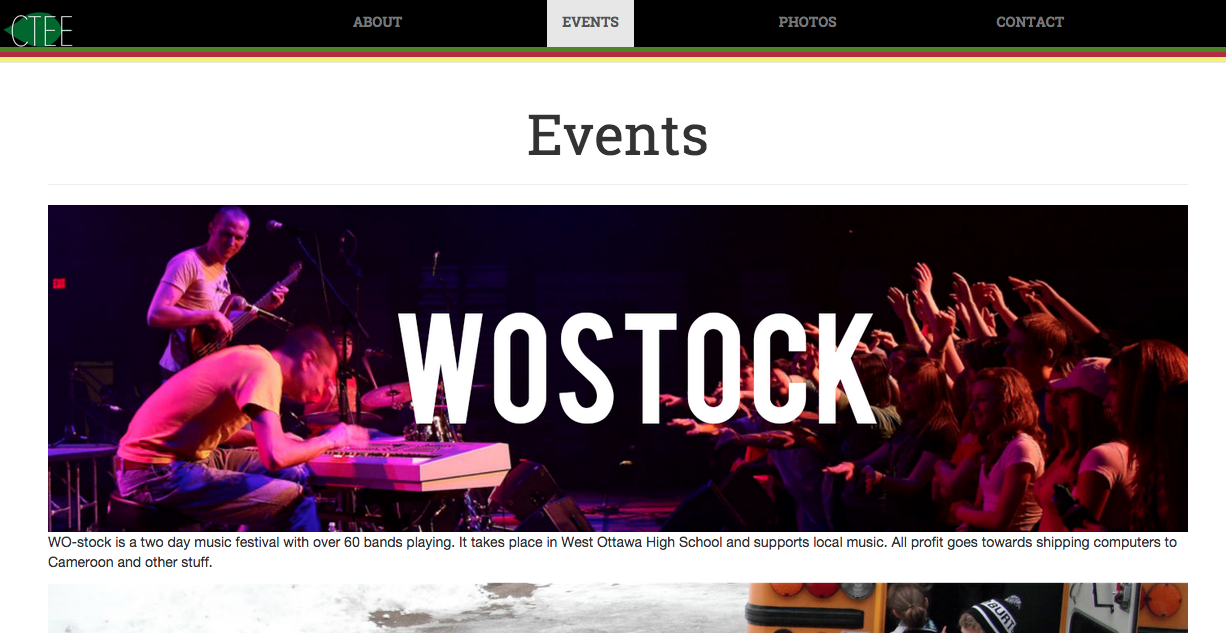 CTEE
ABOUT
EVENTS
PHOTOS
CONTACT
Events
WOSTOCK
WO-stock is a two day music festival with over 60 bands playing. It takes place in West Ottawa High School and supports local music. All profit goes towards shipping computers to
Cameroon and other stuff.
BURT